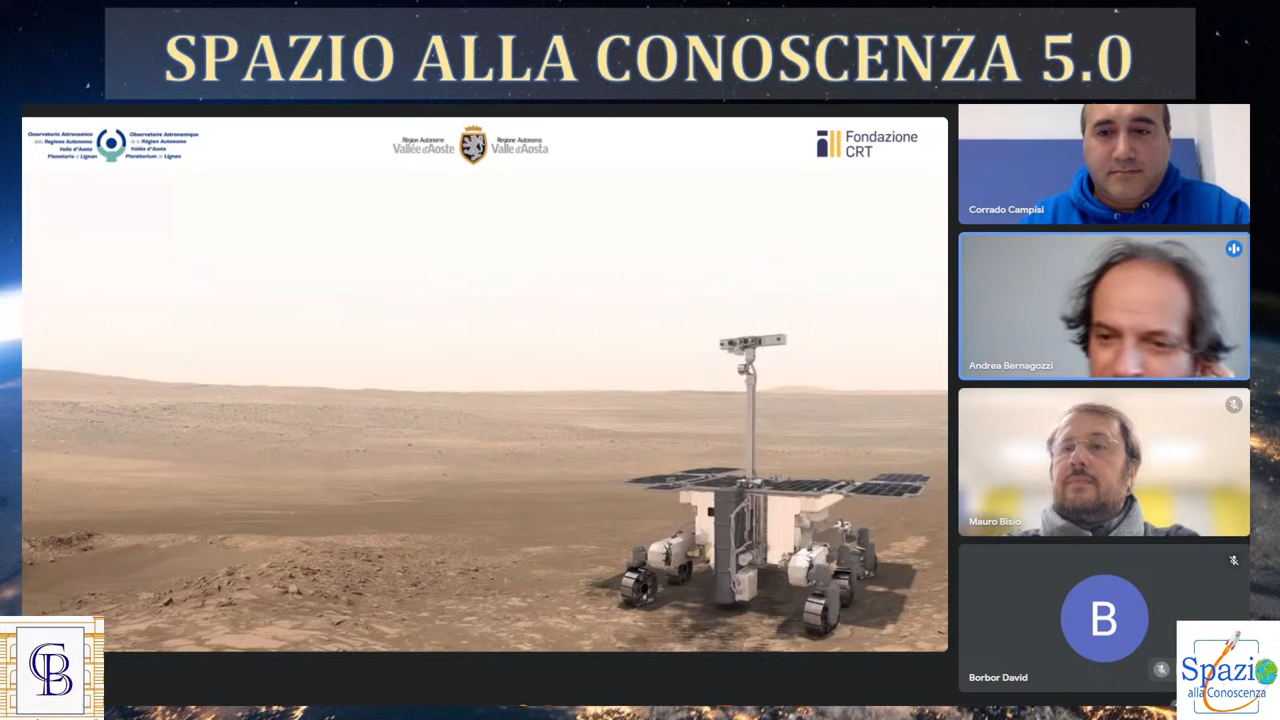 SPAZIO ALLA CONOSCENZA 5.0
Osservatorio Astronomico
della Regione Autonoma
Valle d'Aosta
Planetario di Lignan
Observatoire Astronomique
de la Région Autonome
Vallée d'Aoste
Planétarium de Lignan
Région Autonome
Vallée d'Aoste
Regione Autonoma
Valle d'Aosta
Fondazione
CRT
Corrado Campisi
Andrea Bernagozzi
Mauro Bisio
B
Borbor David
CB
Spazio
alla Conoscenza